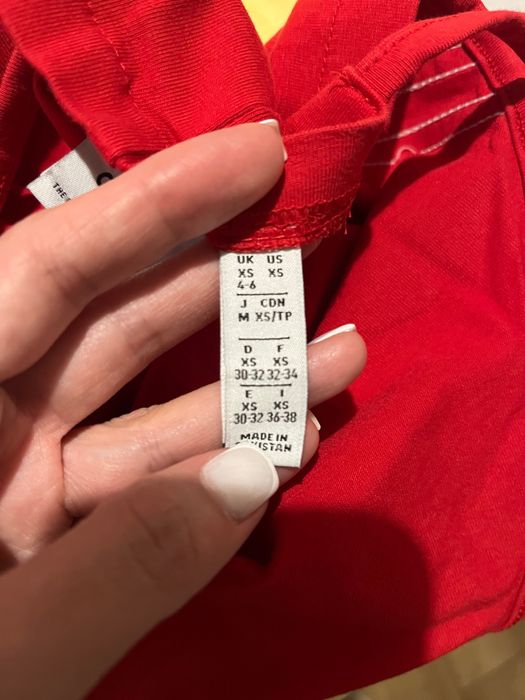 THE
UK US
XS XS
4-6
J CDN
M XS/TP
D F
XS XS
30-32 32-34
E I
XS XS
30-32 36-38
MADE IN